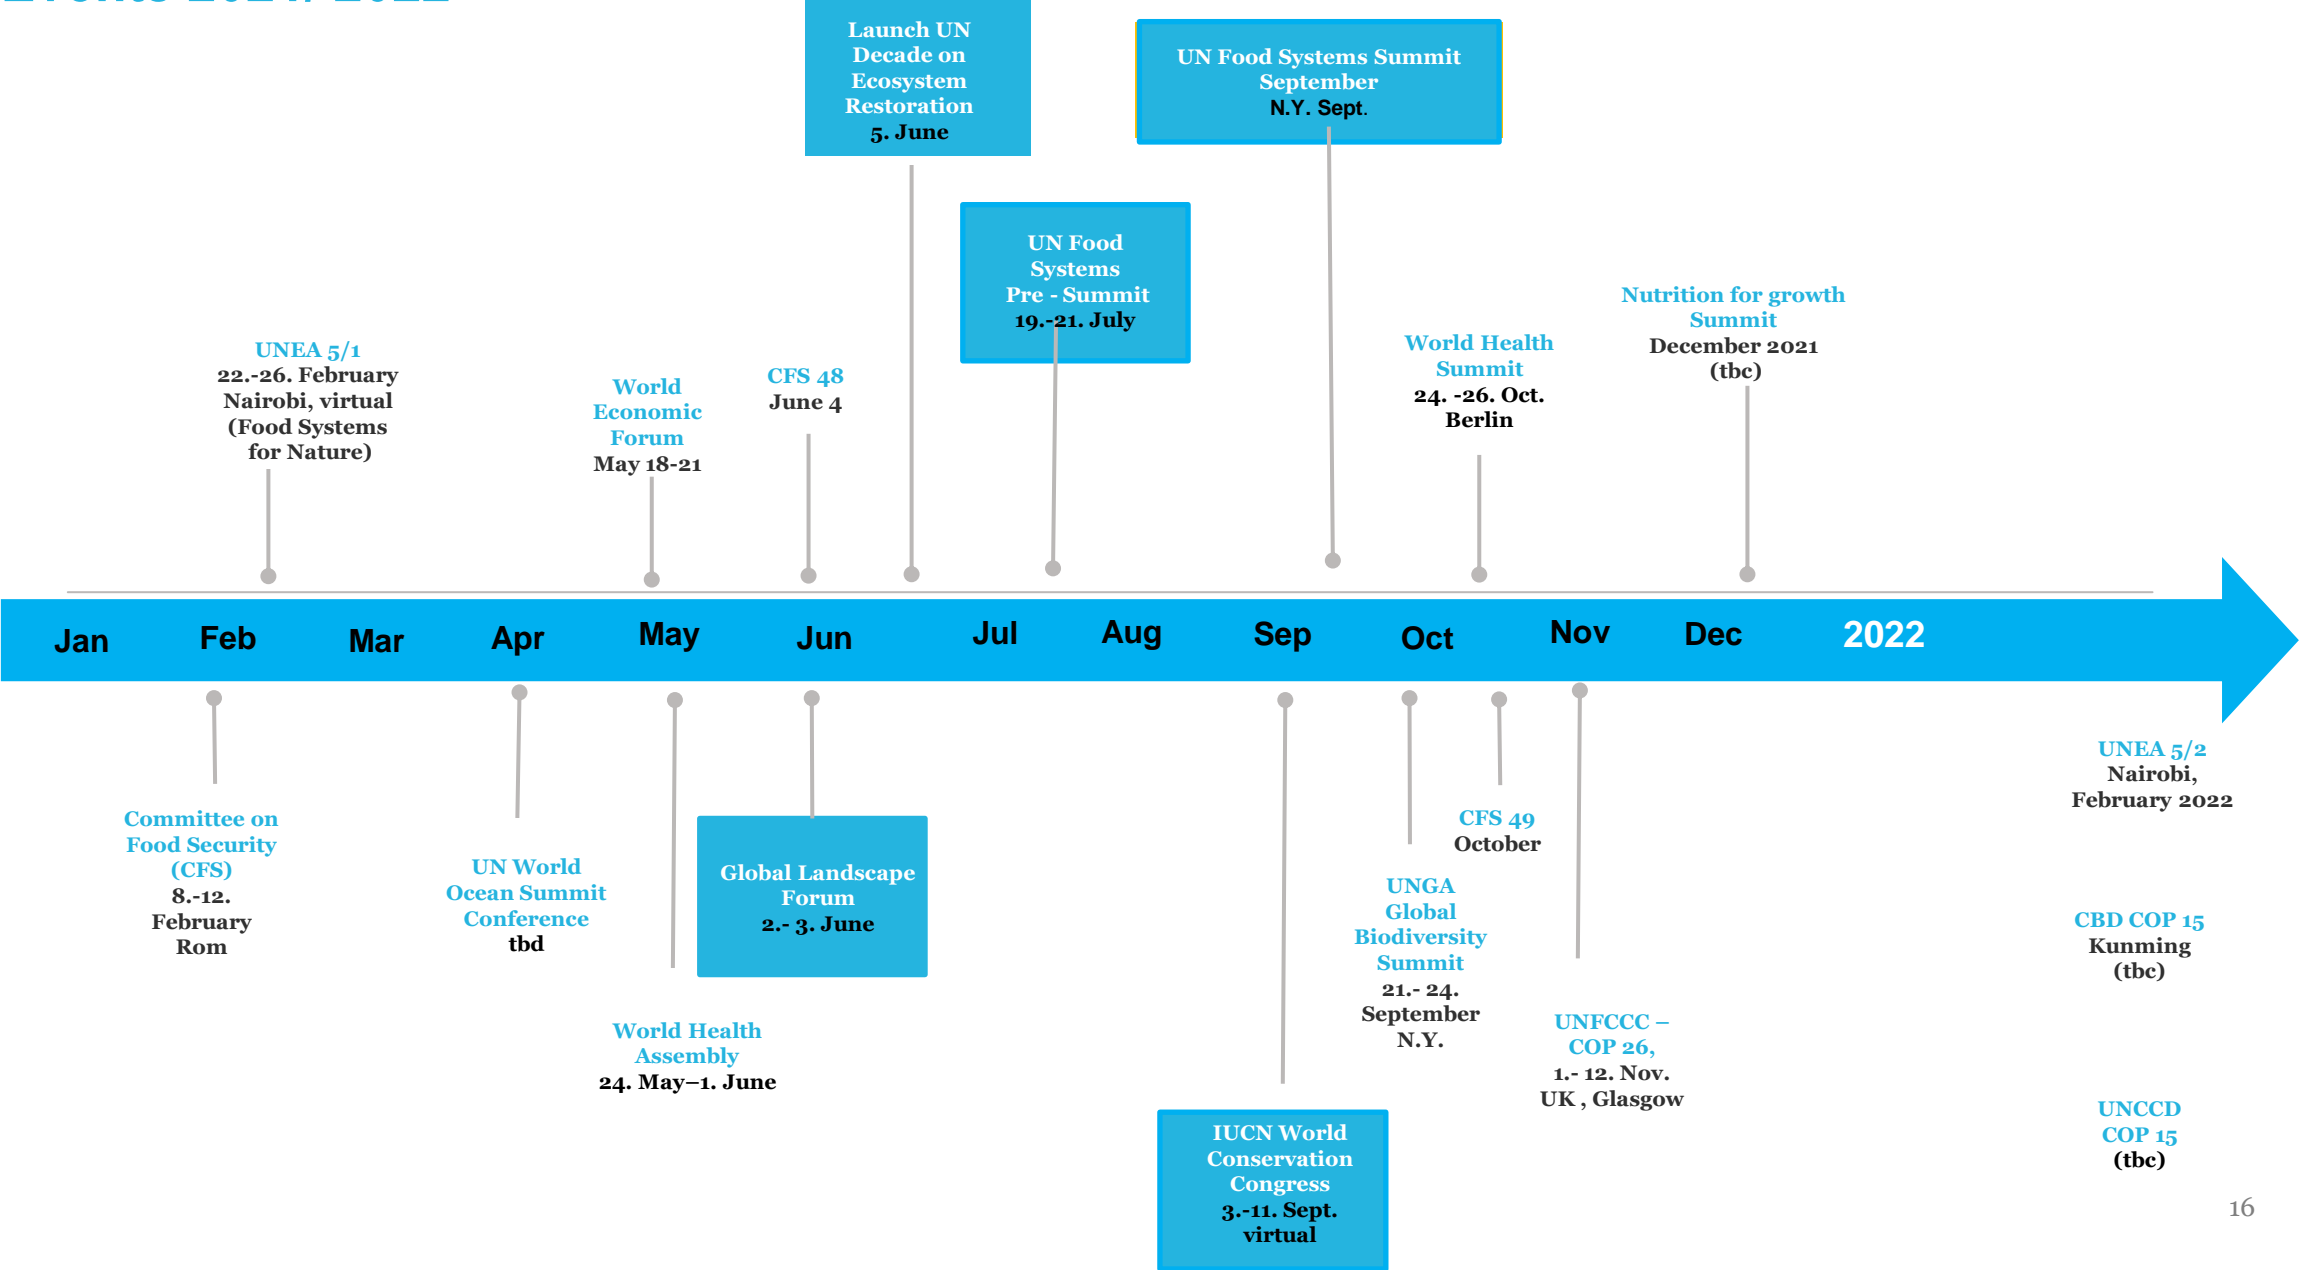 Events 2021/ 2022
Launch UN
Decade on
Ecosystem
Restoration
5. June
UN Food Systems Summit
September
N.Y. Sept.
UN Food
Systems
Pre - Summit
19.-21. July
UNEA 5/1
22.-26. February
Nairobi, virtual
(Food Systems
for Nature)
World
Economic
Forum
May 18-21
CFS 48
June 4
World Health
Summit
24. -26. Oct.
Berlin
Nutrition for growth
Summit
December 2021
(tbc)
Jan
Feb
Mar
Apr
May
Jun
Jul
Aug
Sep
Oct
Nov
Dec
2022
Committee on
Food Security
(CFS)
8.-12.
February
Rom
UN World
Ocean Summit
Conference
tbd
World Health
Assembly
24. May–1. June
Global Landscape
Forum
2.- 3. June
IUCN World
Conservation
Congress
3.-11. Sept.
virtual
UNGA
Global
Biodiversity
Summit
21.- 24.
September
N.Y.
CFS 49
October
UNFCCC –
COP 26,
1.- 12. Nov.
UK , Glasgow
UNEA 5/2
Nairobi,
February 2022
CBD COP 15
Kunming
(tbc)
UNCCD
COP 15
(tbc)
16